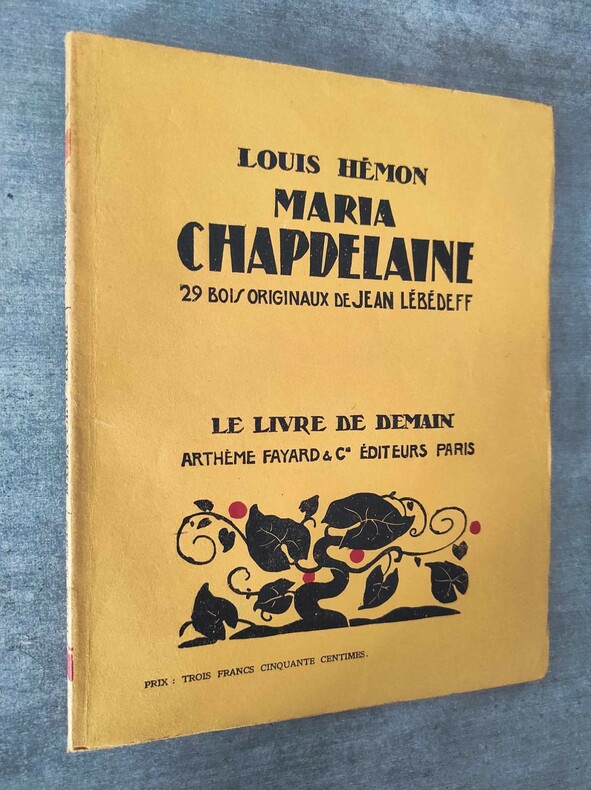 LOUIS HÉMON
MARIA
CHAPDELAINE
29 BOIS ORIGINAUX DE JEAN LÉBÉDEFF
LE LIVRE DE DEMAIN
ARTHÈME FAYARD & Cie ÉDITEURS PARIS
PRIX : TROIS FRANCS CINQUANTE CENTIMES.